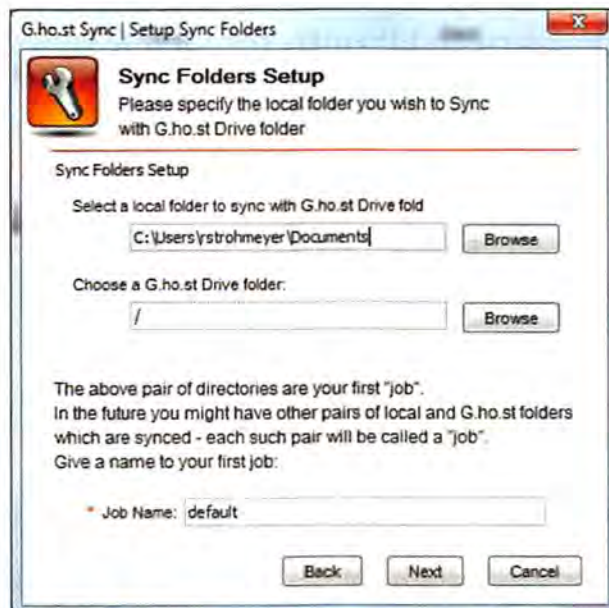 G.ho.st Sync | Setup Sync Folders
X
Sync Folders Setup
Please specify the local folder you wish to Sync
with G.ho.st Drive folder
Sync Folders Setup
Select a local folder to sync with G.ho.st Drive fold
C:\Users\rstrohmeyer\Documents
Browse
Choose a G.ho.st Drive folder:
/
Browse
The above pair of directories are your first "job".
In the future you might have other pairs of local and G.ho.st folders
which are synced - each such pair will be called a "job".
Give a name to your first job:
* Job Name: default
Back Next Cancel